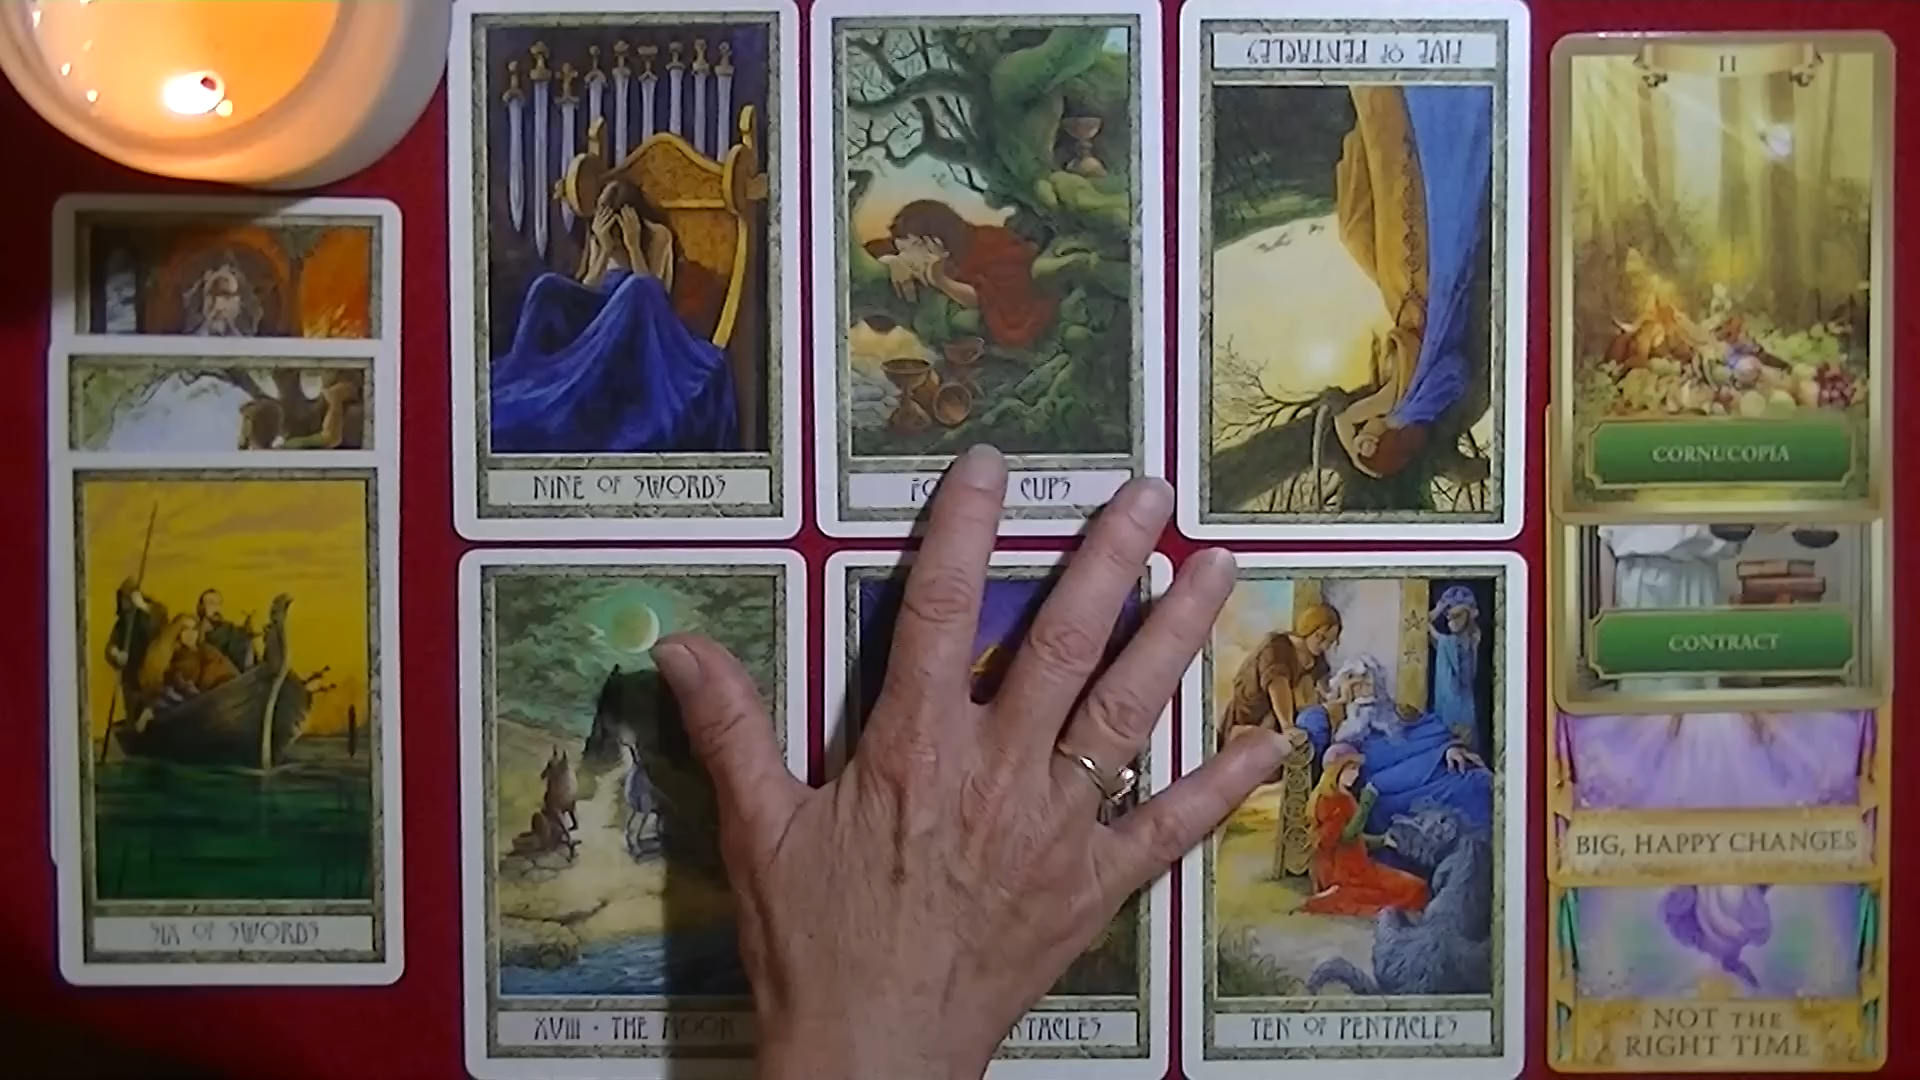 NINE OF SWORDS
CUPS
FIVE OF PENTACLES
II
CORNUCOPIA
CONTRACT
BIG, HAPPY CHANGES
NOT THE
RIGHT TIME
SIX OF SWORDS
XVIII · THE MOON
TEN OF PENTACLES